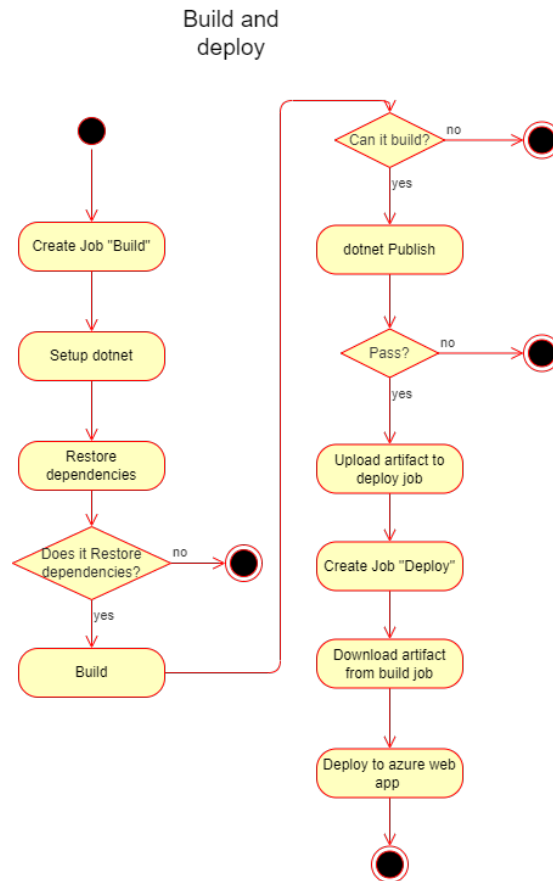 Build and
deploy
Create Job "Build"
Setup dotnet
Restore
dependencies
Does it Restore
dependencies?
no
yes
Build
Can it build?
no
yes
dotnet Publish
Pass?
no
yes
Upload artifact to
deploy job
Create Job "Deploy"
Download artifact
from build job
Deploy to azure web
app